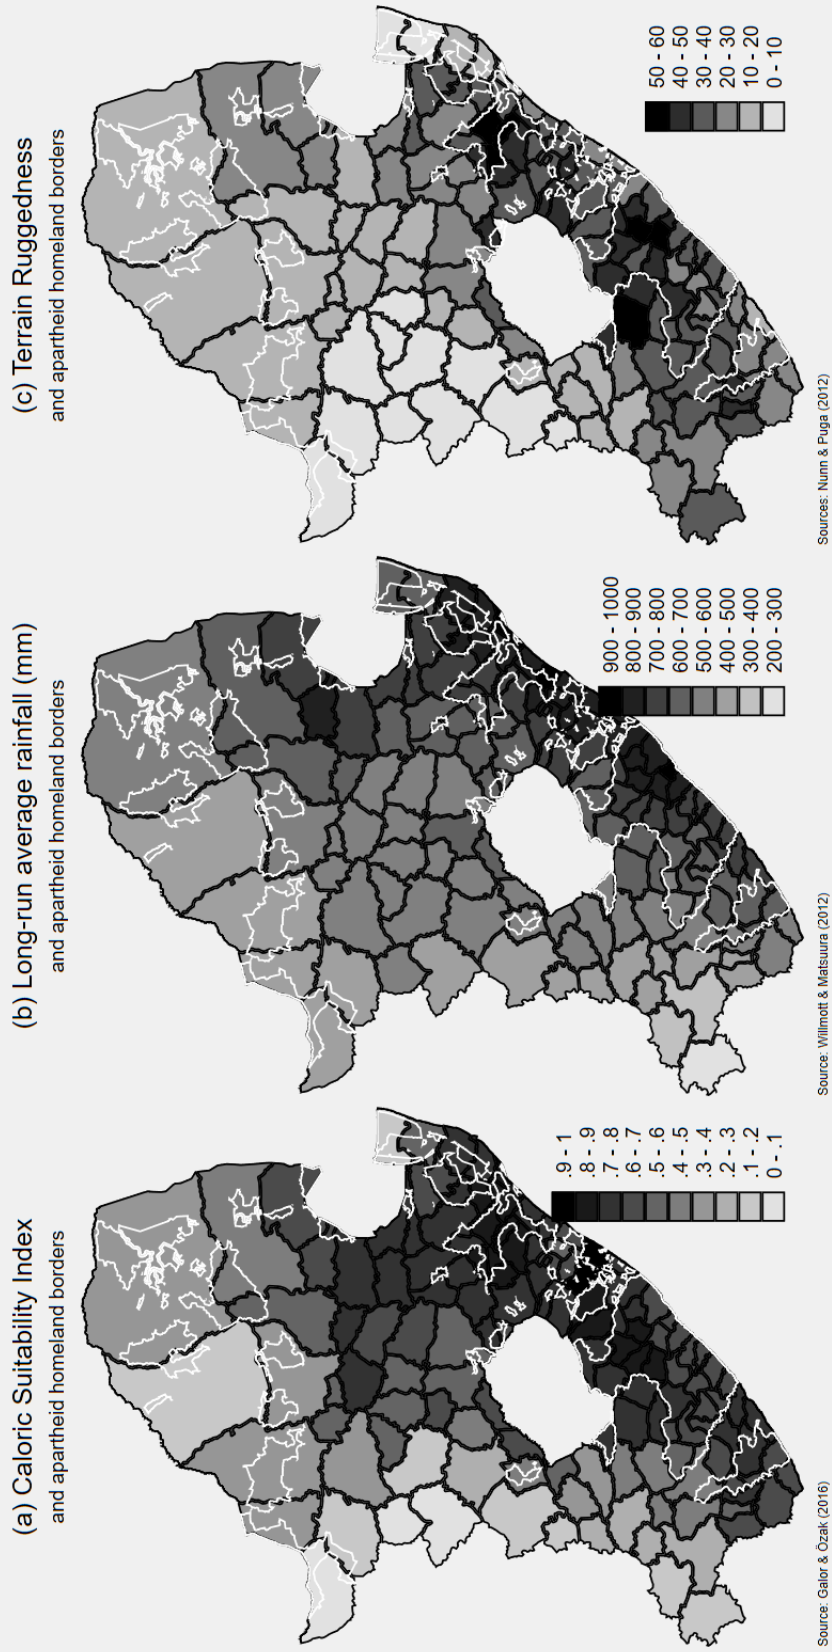 (a) Caloric Suitability Index
and apartheid homeland borders
.9 - 1
.8 - .9
.7 - .8
.6 - .7
.5 - .6
.4 - .5
.3 - .4
.2 - .3
.1 - .2
0 - .1
Source: Galor & Özak (2016)
(b) Long-run average rainfall (mm)
and apartheid homeland borders
900 - 1000
800 - 900
700 - 800
600 - 700
500 - 600
400 - 500
300 - 400
200 - 300
Source: Willmott & Matsuura (2012)
(c) Terrain Ruggedness
and apartheid homeland borders
50 - 60
40 - 50
30 - 40
20 - 30
10 - 20
0 - 10
Sources: Nunn & Puga (2012)